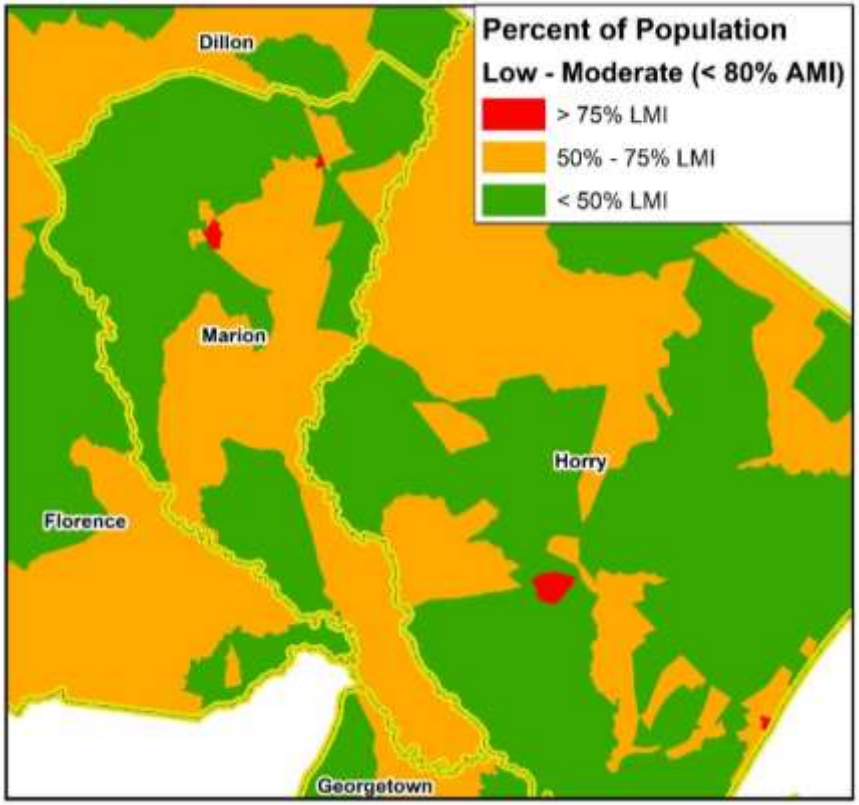 Percent of Population
Low - Moderate (< 80% AMI)
> 75% LMI
50% - 75% LMI
< 50% LMI
Dillon
Marion
Horry
Florence
Georgetown